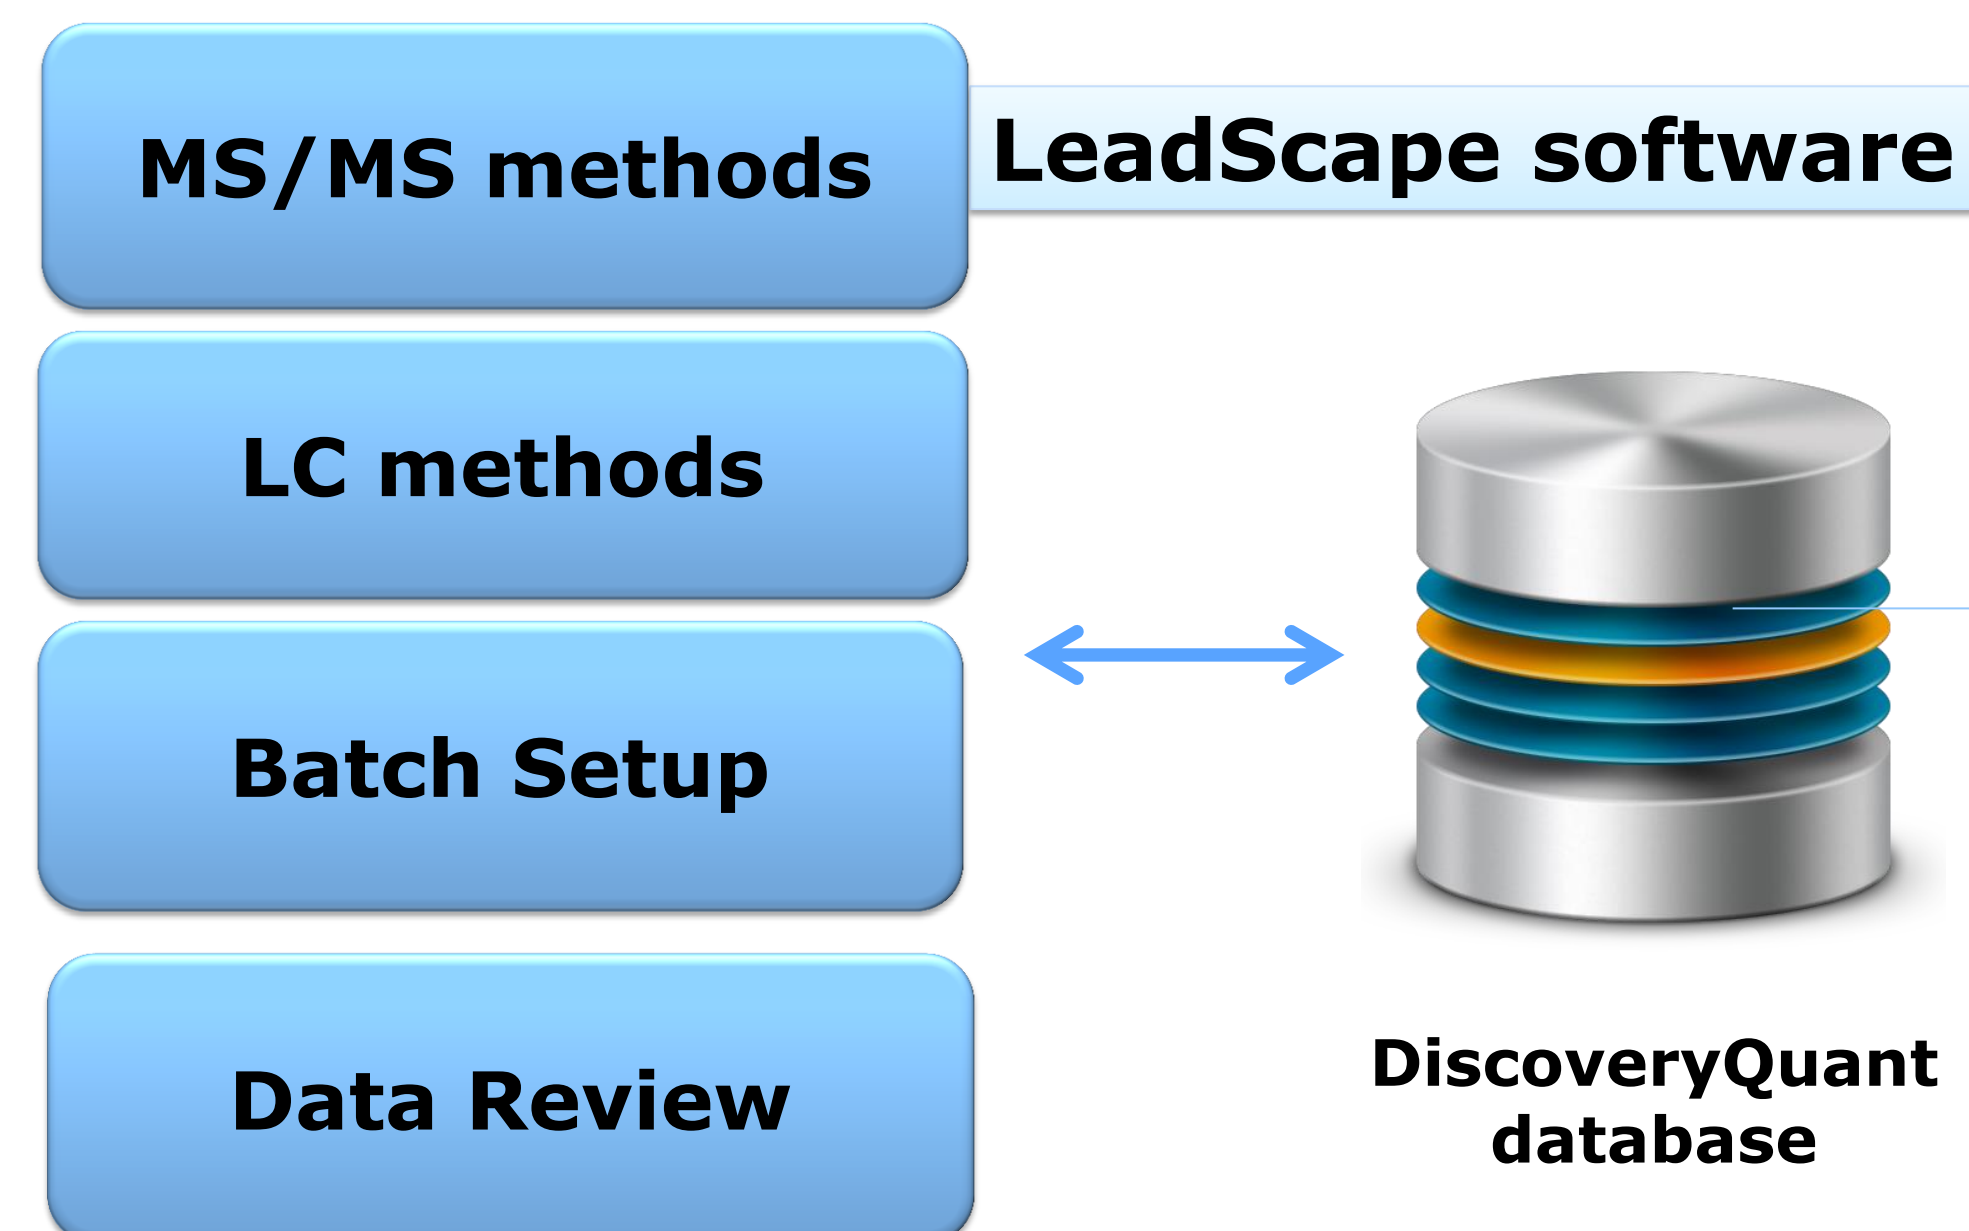 MS/MS methods
LeadScape software
LC methods
Batch Setup
Data Review
DiscoveryQuant
database